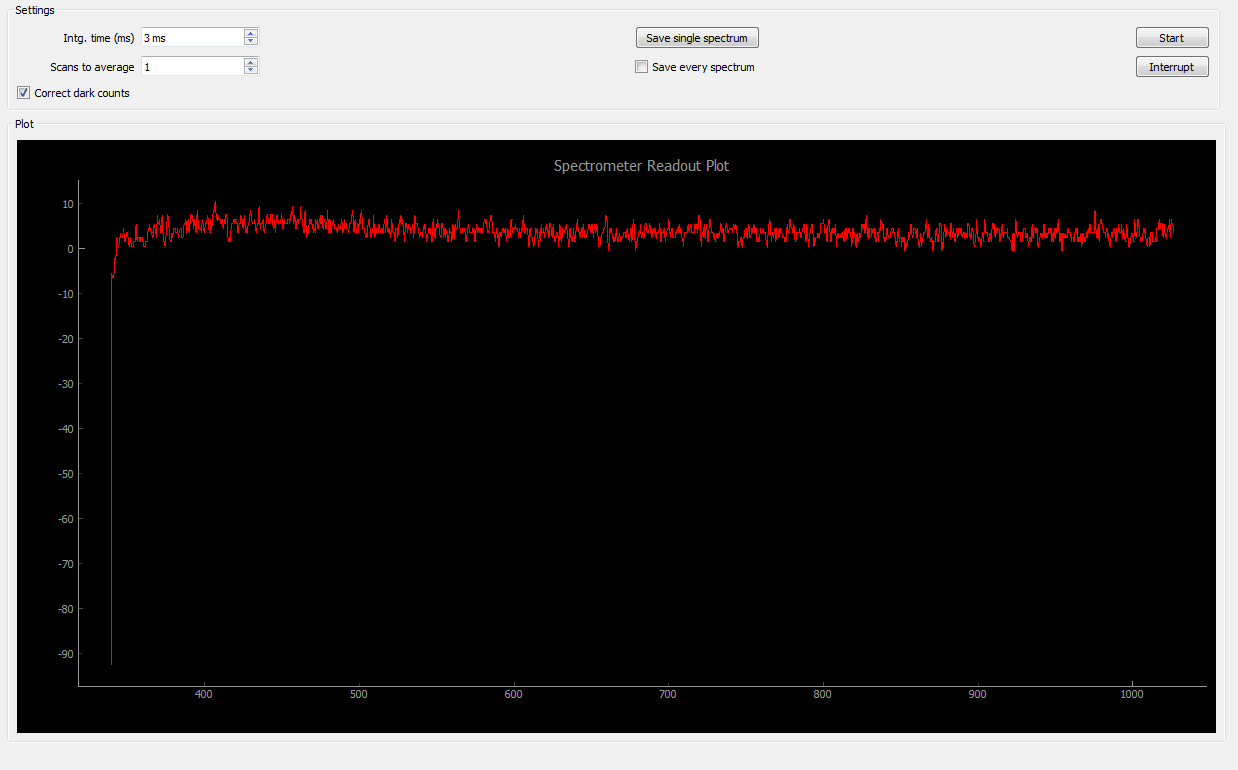 Settings
Intg. time (ms) 3 ms Save single spectrum Start
Scans to average 1 Save every spectrum Interrupt
Correct dark counts
Plot
Spectrometer Readout Plot
10
0
-10
-20
-30
-40
-50
-60
-70
-80
-90
400 500 600 700 800 900 1000